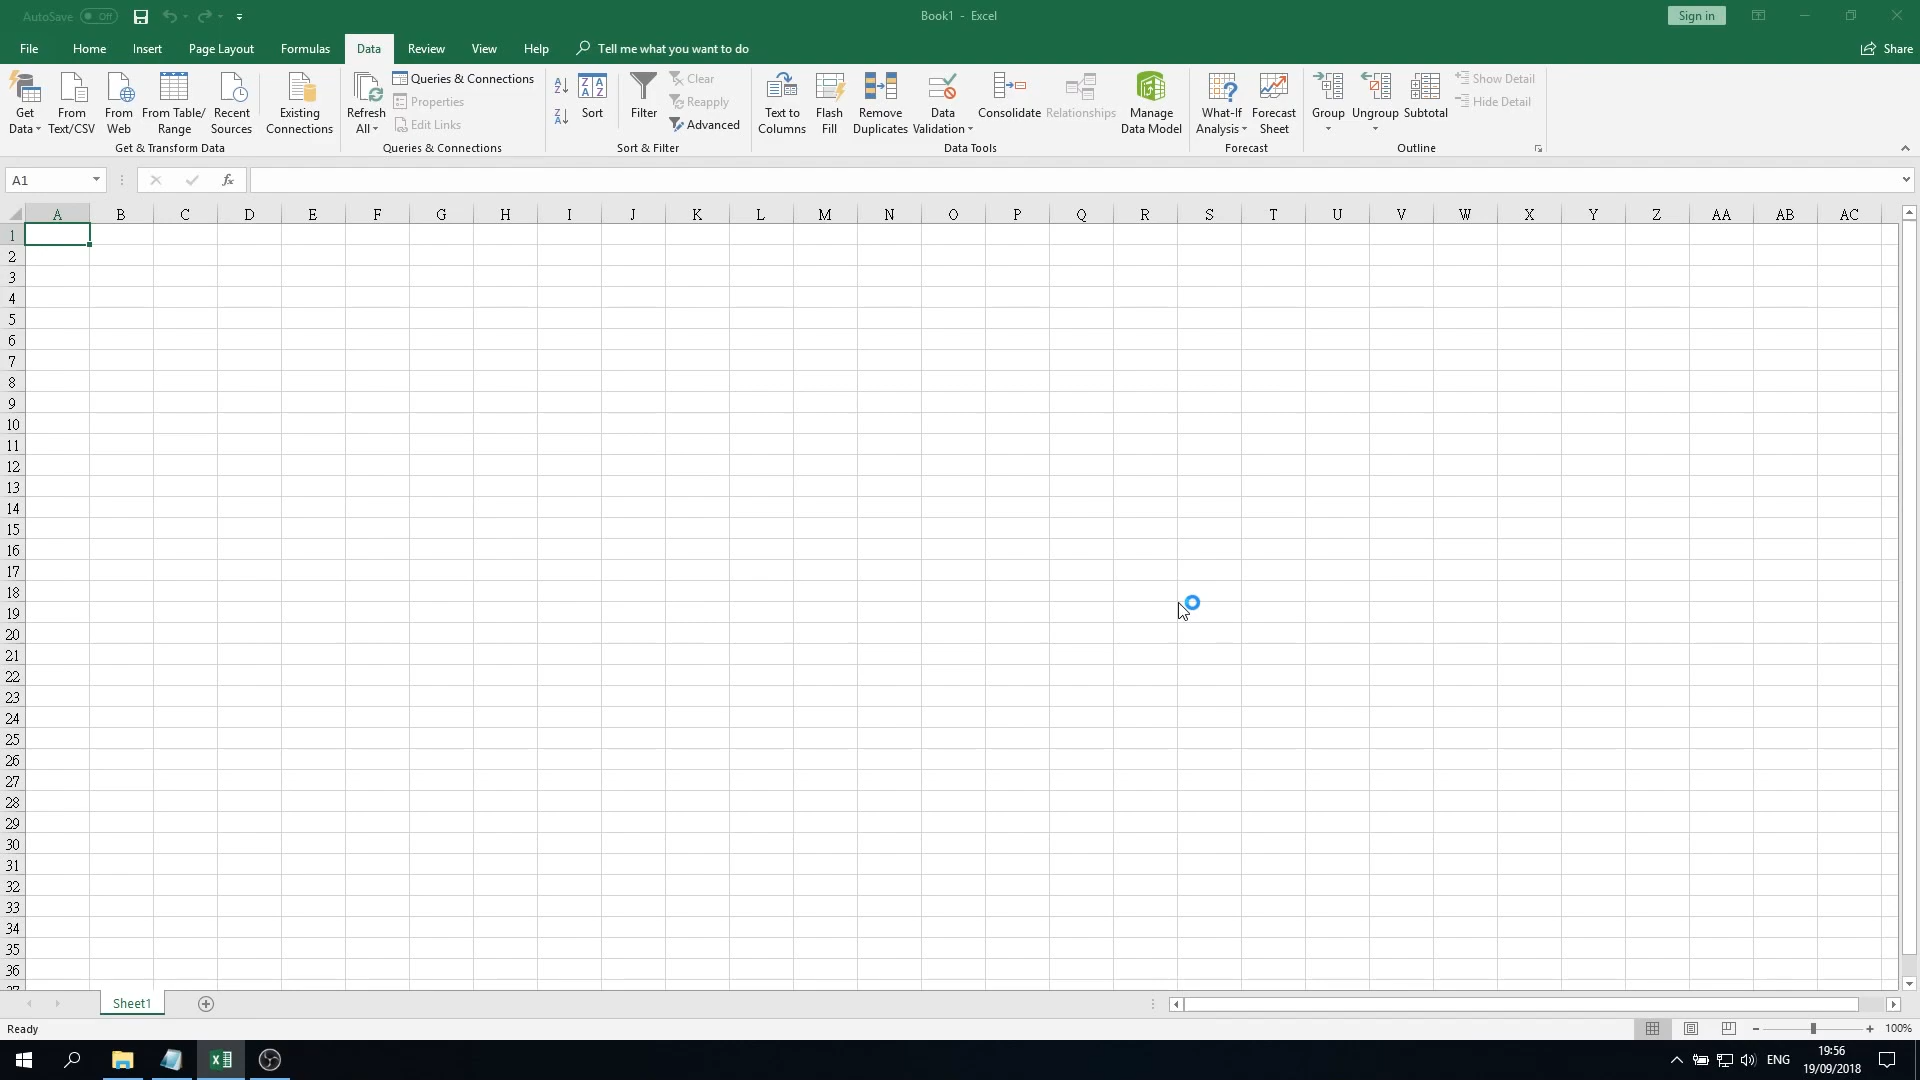 AutoSave Off
Book1 - Excel
Sign in
File Home Insert Page Layout Formulas Data Review View Help Tell me what you want to do Share
Get Data
From Text/CSV
From Web
From Table/ Range
Recent Sources
Existing Connections
Get & Transform Data
Refresh All
Queries & Connections
Properties
Edit Links
Queries & Connections
Sort
Filter
Clear
Reapply
Advanced
Sort & Filter
Text to Columns
Flash Fill
Remove Duplicates
Data Validation
Consolidate
Relationships
Manage Data Model
Data Tools
What-If Analysis
Forecast Sheet
Forecast
Group
Ungroup
Subtotal
Show Detail
Hide Detail
Outline
A1
fx
A B C D E F G H I J K L M N O P Q R S T U V W X Y Z AA AB AC
1
2
3
4
5
6
7
8
9
10
11
12
13
14
15
16
17
18
19
20
21
22
23
24
25
26
27
28
29
30
31
32
33
34
35
36
Sheet1
Ready
100%
ENG
19:56
19/09/2018